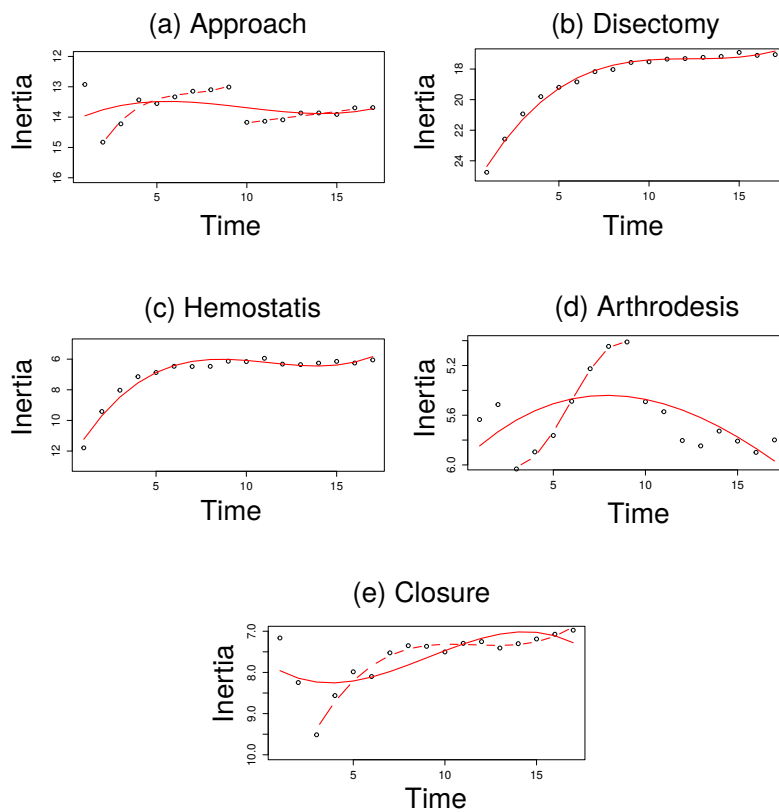 (a) Approach
(b) Disectomy
Inertia
12
13
14
15
16
5
10
15
Time
Inertia
18
20
22
24
5
10
15
Time
(c) Hemostatis
(d) Arthrodesis
Inertia
6
8
10
12
5
10
15
Time
Inertia
5.2
5.6
6.0
5
10
15
Time
(e) Closure
Inertia
7.0
8.0
9.0
10.0
5
10
15
Time